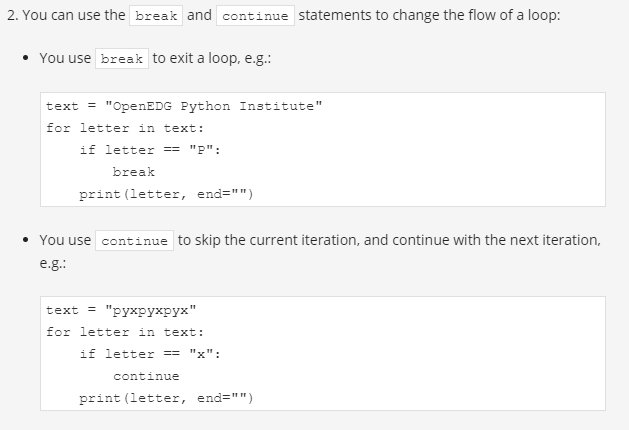 2. You can use the break and continue statements to change the flow of a loop:
• You use break to exit a loop, e.g.:
text = "OpenEDG Python Institute"
for letter in text:
    if letter == "P":
        break
    print(letter, end="")
• You use continue to skip the current iteration, and continue with the next iteration,
e.g.:
text = "pyxpyxpyx"
for letter in text:
    if letter == "x":
        continue
    print(letter, end="")